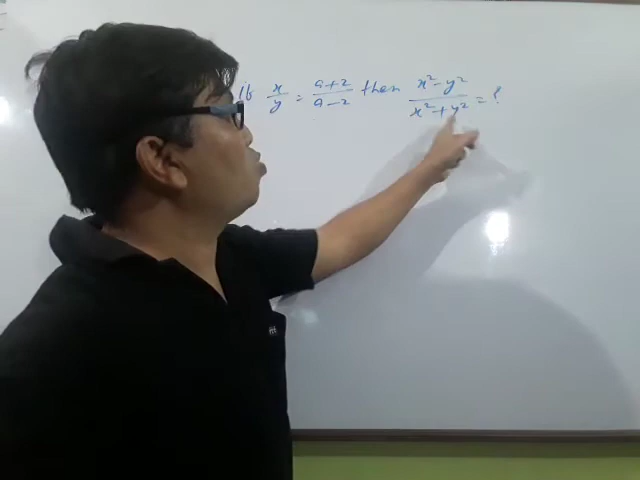 If x/y = a+2/a-2 then x²-y²/x²+y² = ?